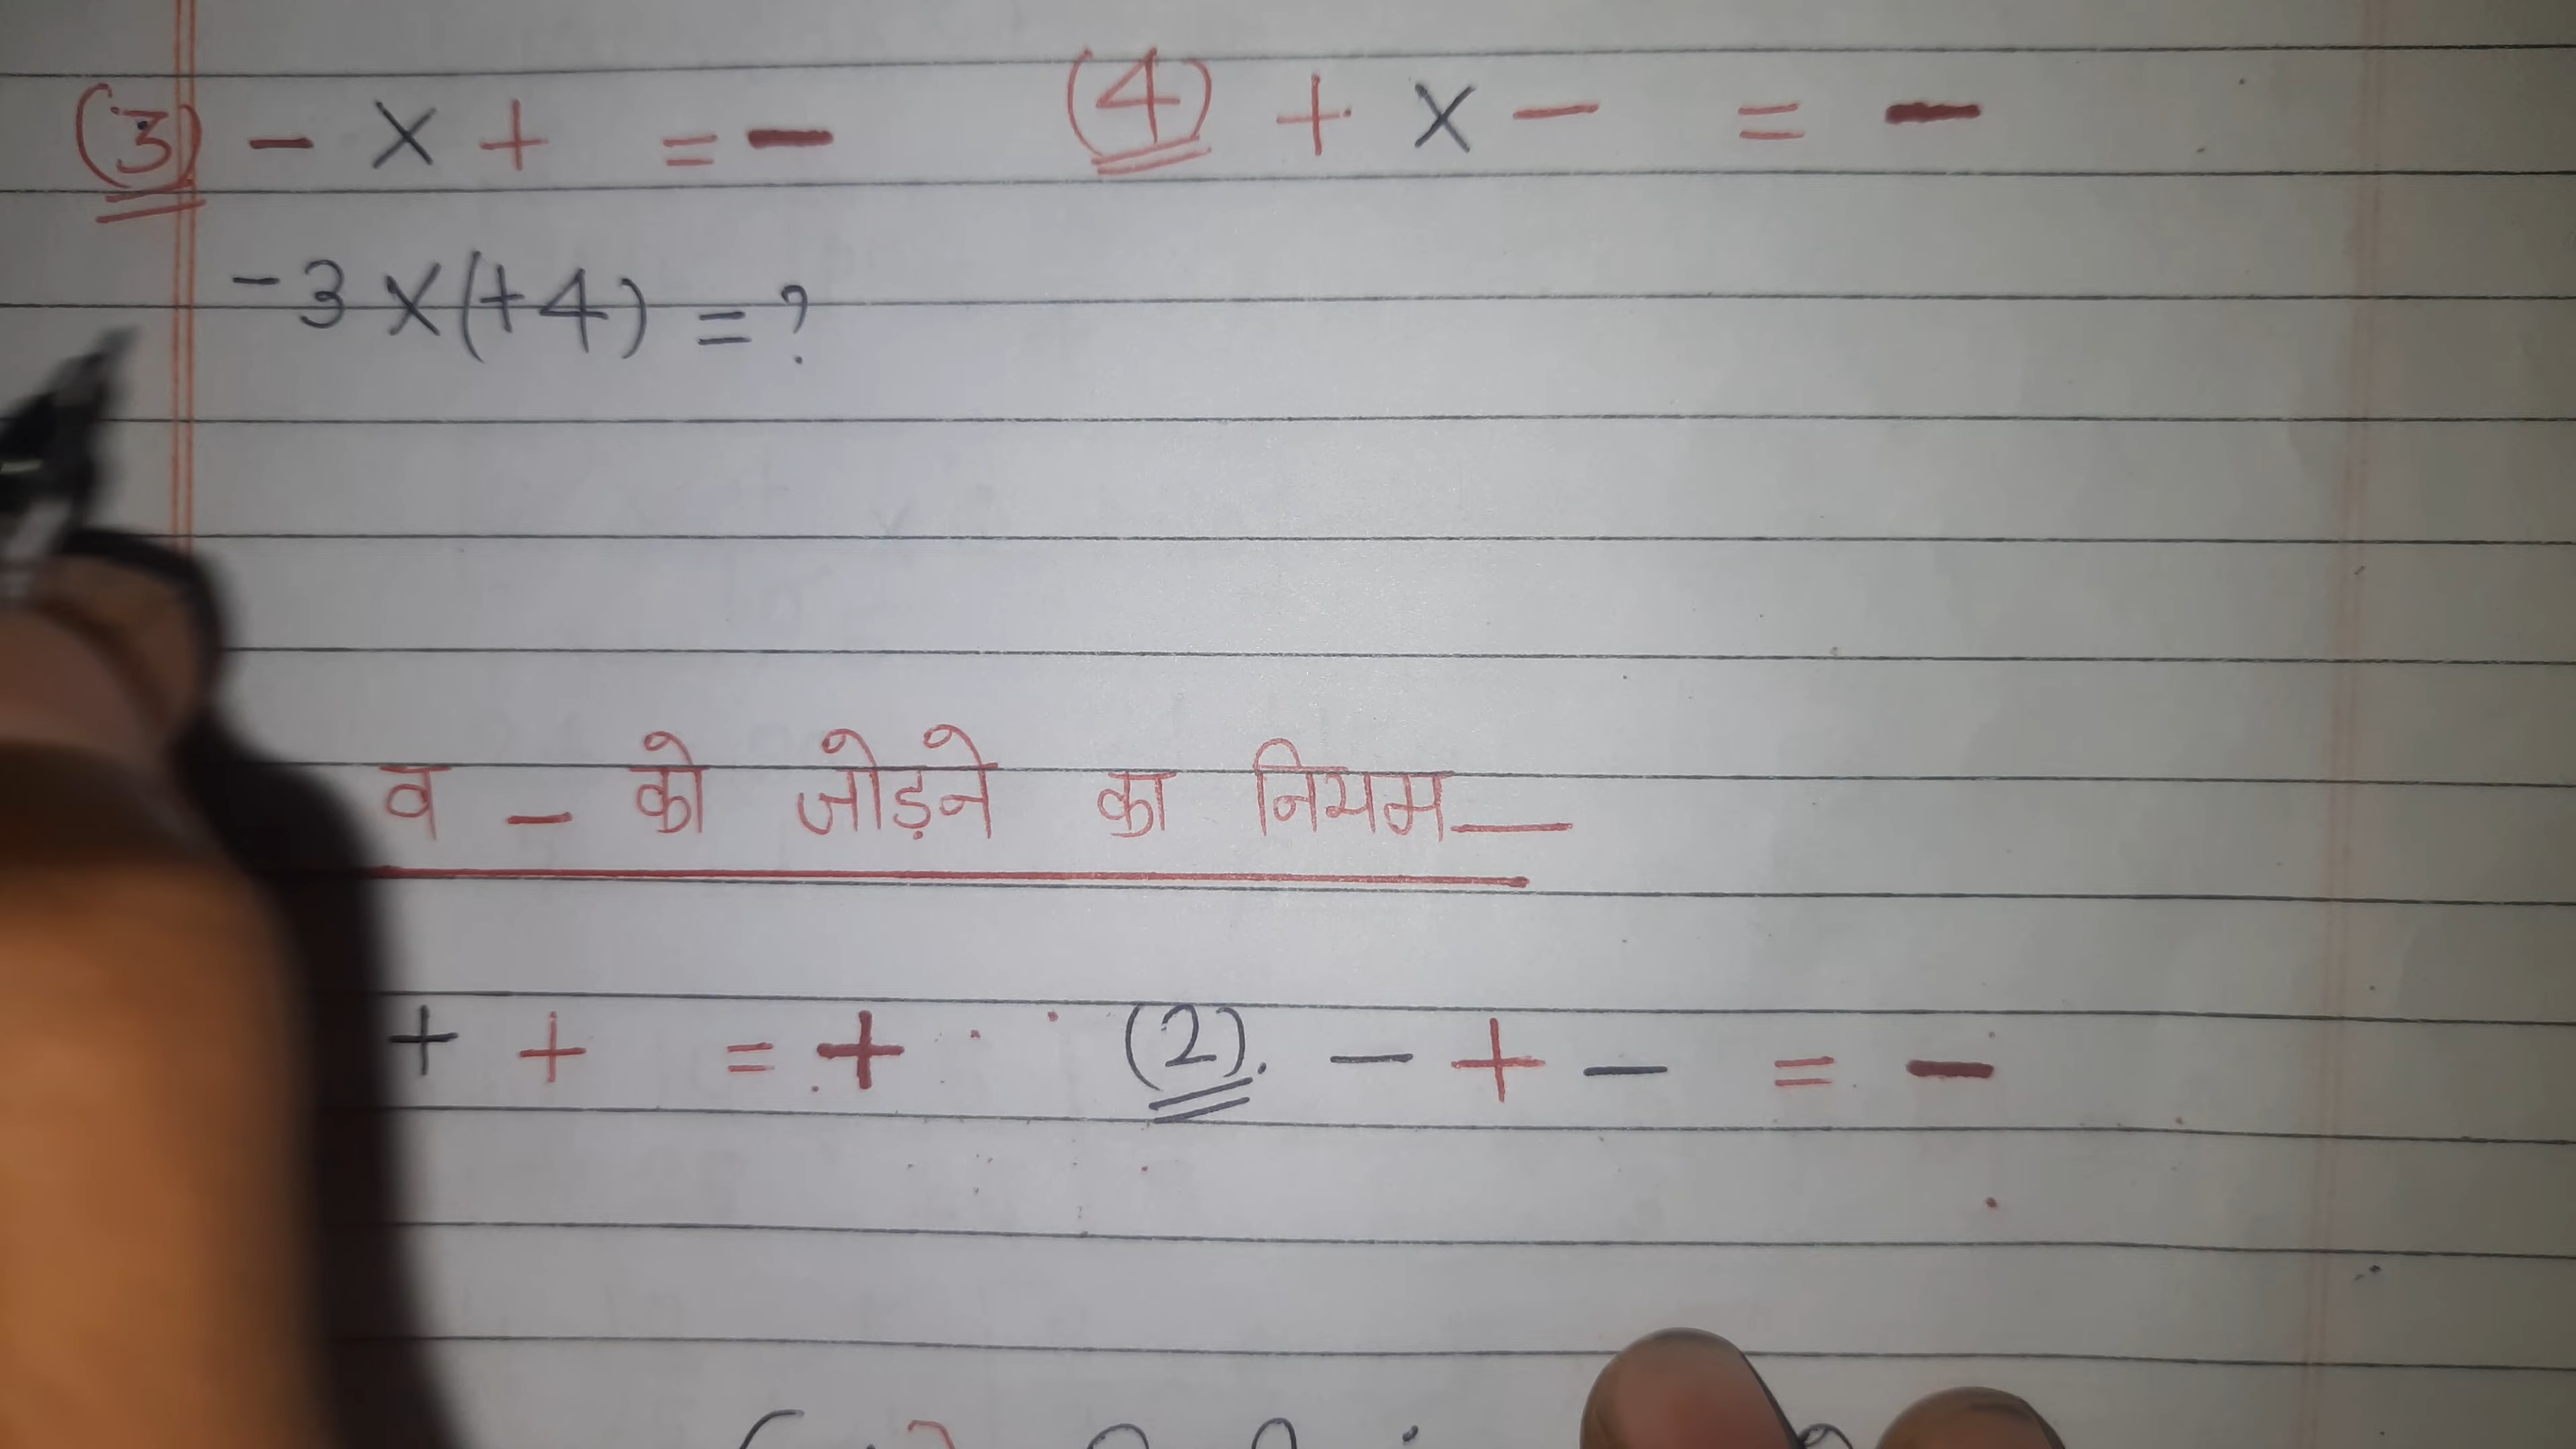 (3) - × + = - (4) + × - = -
-3 ×(+4) = ?
व - को जोड़ने का नियम—
+ + = + (2). - + - = -